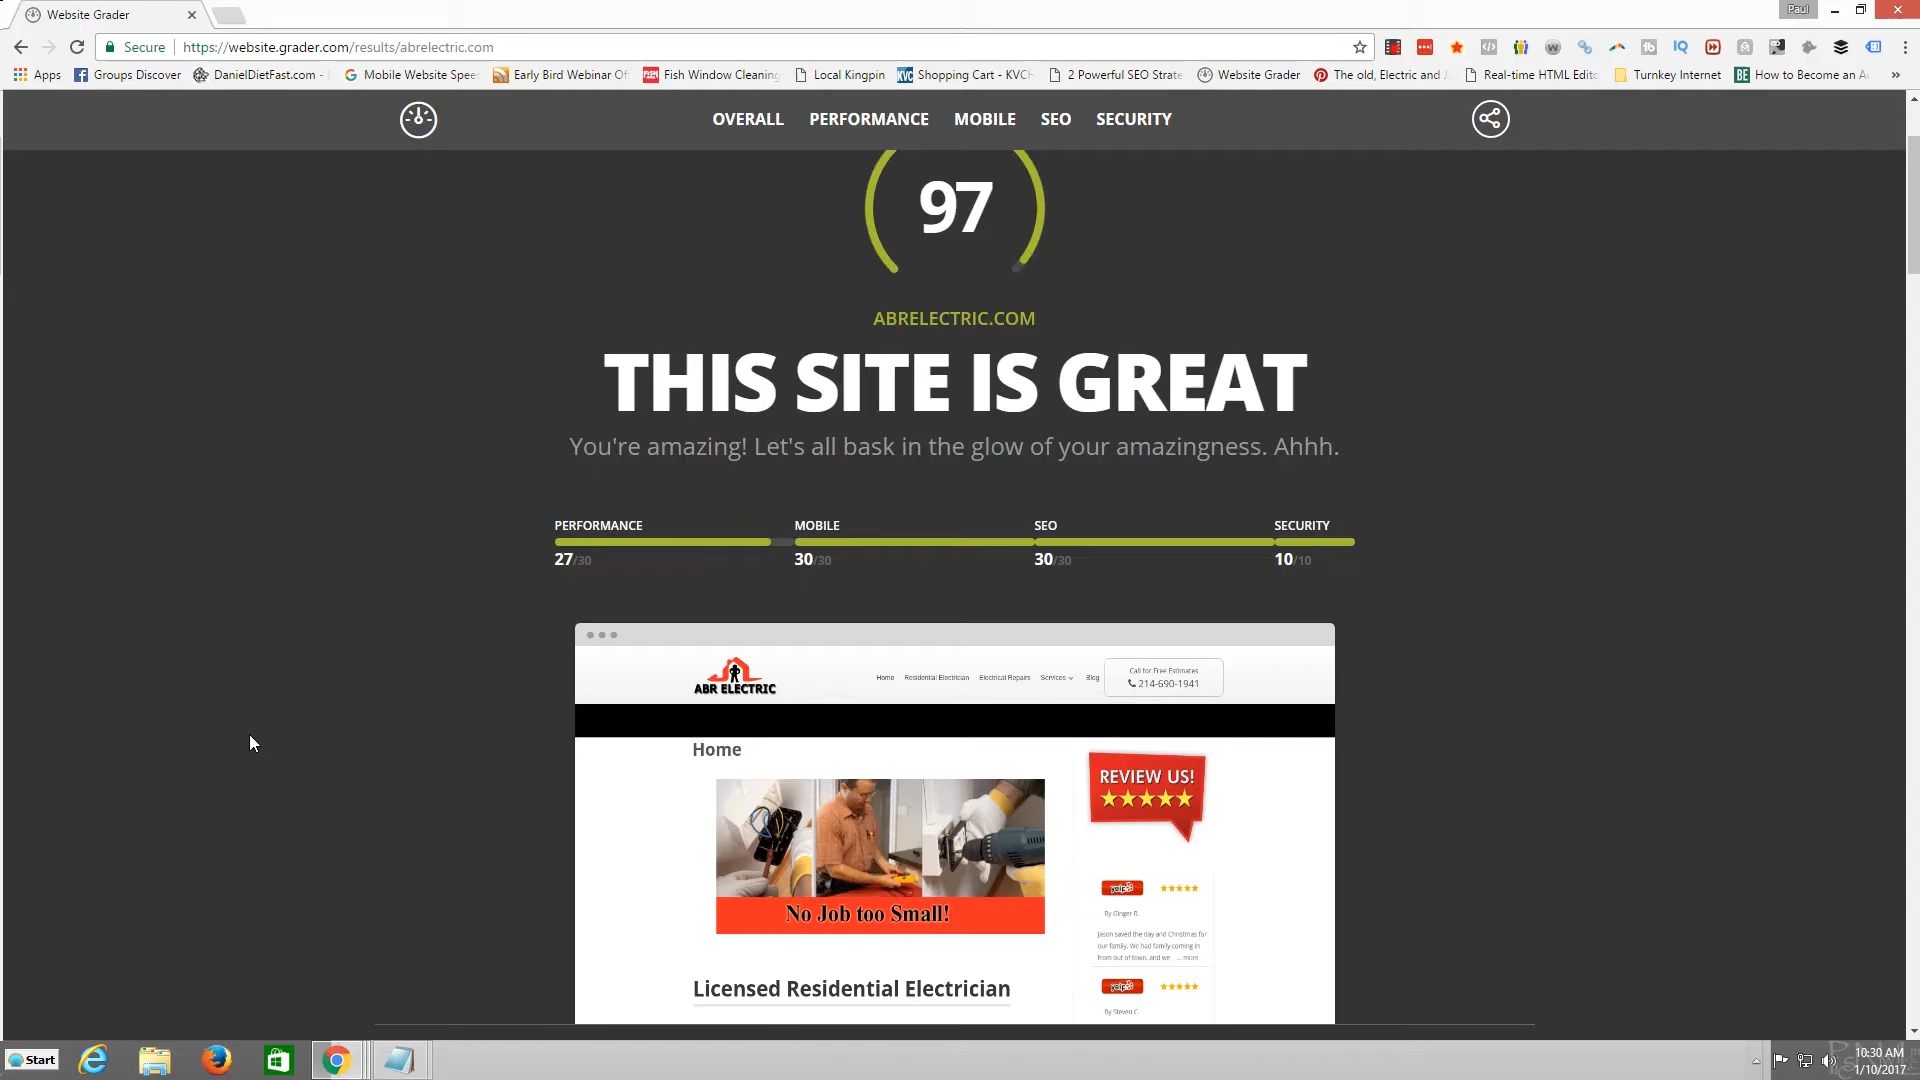 Website Grader
Paul
Secure
https://website.grader.com/results/abrelectric.com
Apps
Groups Discover
DanielDietFast.com -
Mobile Website Spee
Early Bird Webinar Of
Fish Window Cleaning
Local Kingpin
Shopping Cart - KVCH
2 Powerful SEO Strate
Website Grader
The old, Electric and J
Real-time HTML Edito
Turnkey Internet
How to Become an Au
OVERALL PERFORMANCE MOBILE SEO SECURITY
97
ABRELECTRIC.COM
THIS SITE IS GREAT
You're amazing! Let's all bask in the glow of your amazingness. Ahhh.
PERFORMANCE MOBILE SEO SECURITY
27/30 30/30 30/30 10/10
ABR ELECTRIC
Home Residential Electrician Electrical Repairs Services Blog
Call for Free Estimates
214-690-1941
Home
REVIEW US!
No Job too Small!
yelp
By Ginger B.
Jason saved the day and Christmas for
our family. We had family coming in
from out of town, and we ... more
Licensed Residential Electrician
yelp
By Steven C.
Start
10:30 AM
1/10/2017